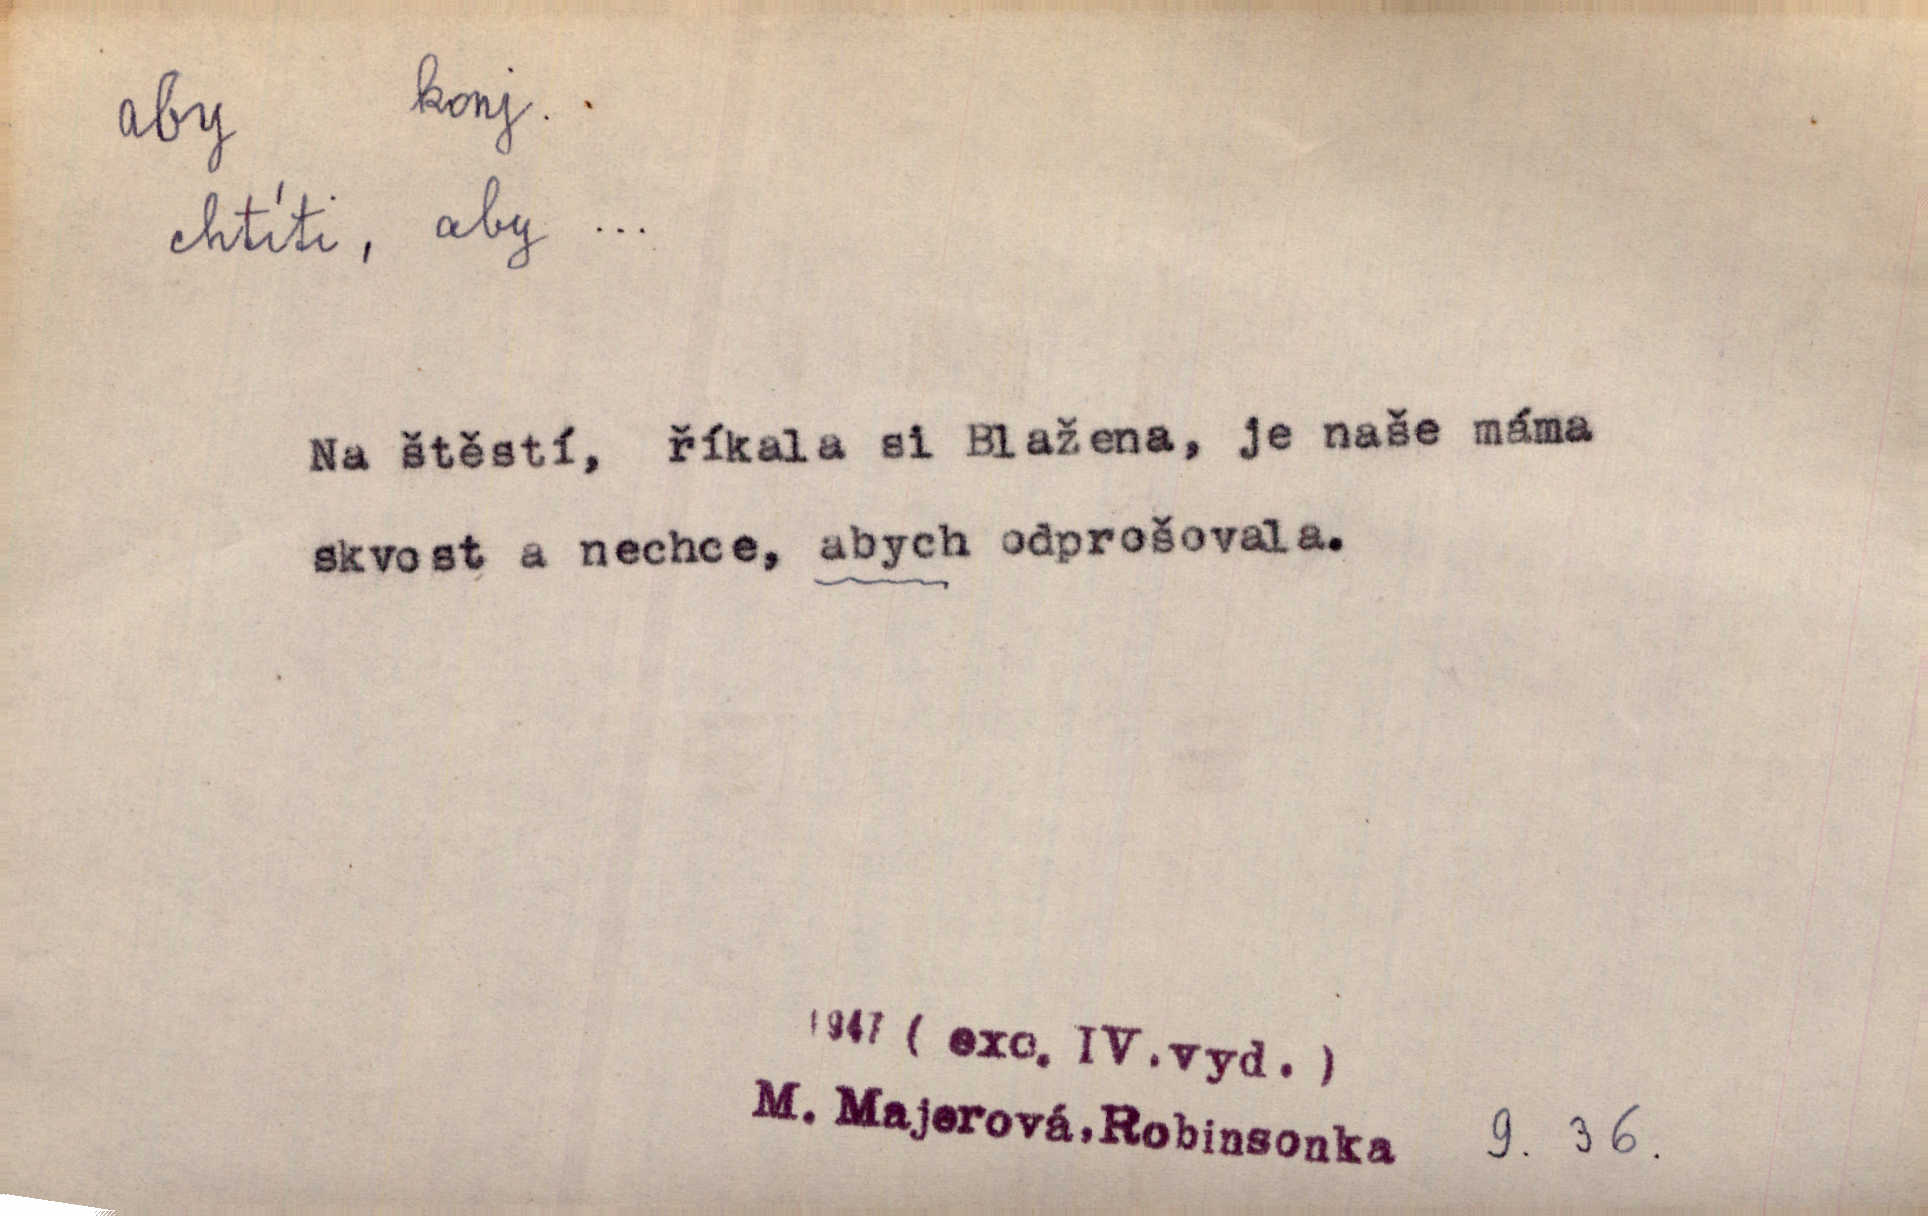 aby konj.
chtíti, aby ...
Na štěstí, říkala si Blažena, je naše máma
skvost a nechce, abych odprošovala.
1947 ( exc. IV.vyd. )
M. Majerová,Robinsonka 9. 36.